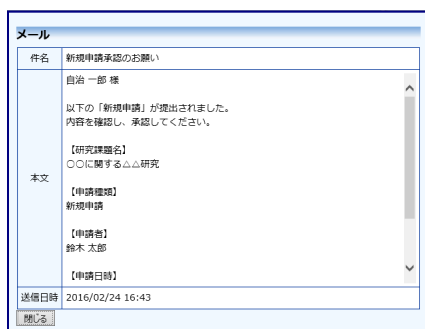 メール
件名 新規申請承認のお願い
本文
自治 一郎 様
以下の「新規申請」が提出されました。
内容を確認し、承認してください。
【研究課題名】
○○に関する△△研究
【申請種類】
新規申請
【申請者】
鈴木 太郎
【申請日時】
送信日時 2016/02/24 16:43
閉じる